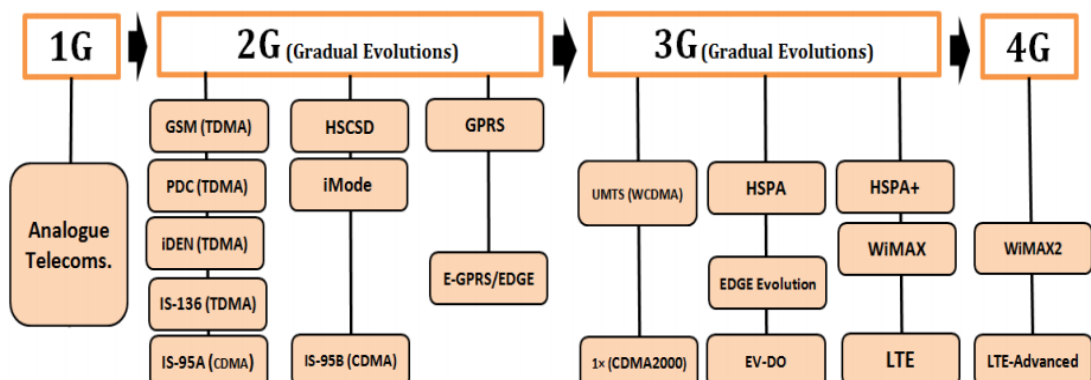 1G
2G (Gradual Evolutions)
3G (Gradual Evolutions)
4G
Analogue
Telecoms.
GSM (TDMA)
PDC (TDMA)
iDEN (TDMA)
IS-136 (TDMA)
IS-95A (CDMA)
HSCSD
iMode
IS-95B (CDMA)
GPRS
E-GPRS/EDGE
UMTS (WCDMA)
1× (CDMA2000)
HSPA
EDGE Evolution
EV-DO
HSPA+
WiMAX
LTE
WiMAX2
LTE-Advanced